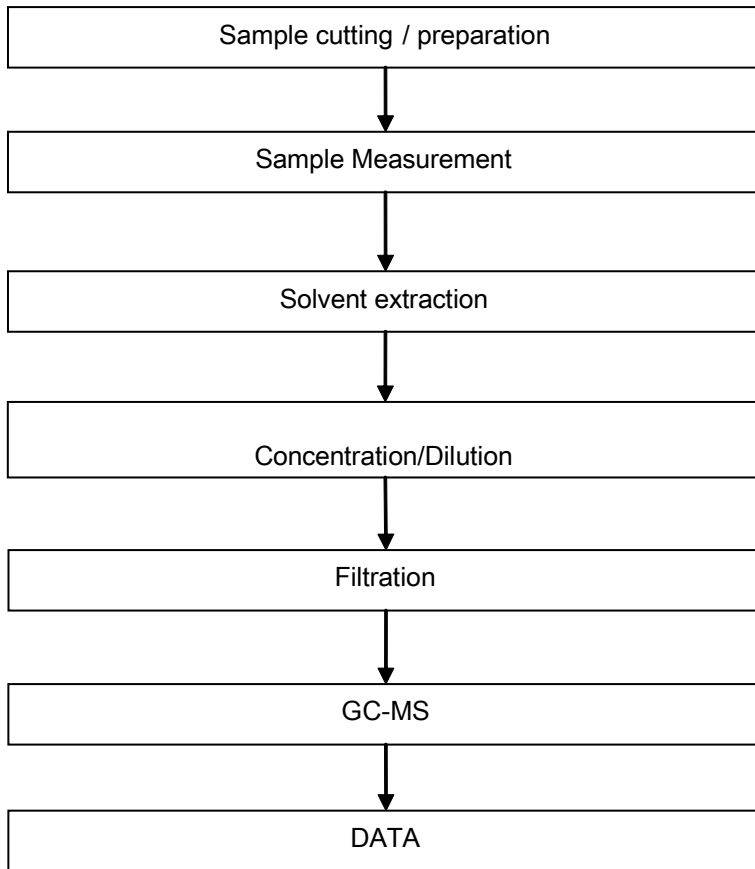 Sample cutting / preparation
Sample Measurement
Solvent extraction
Concentration/Dilution
Filtration
GC-MS
DATA